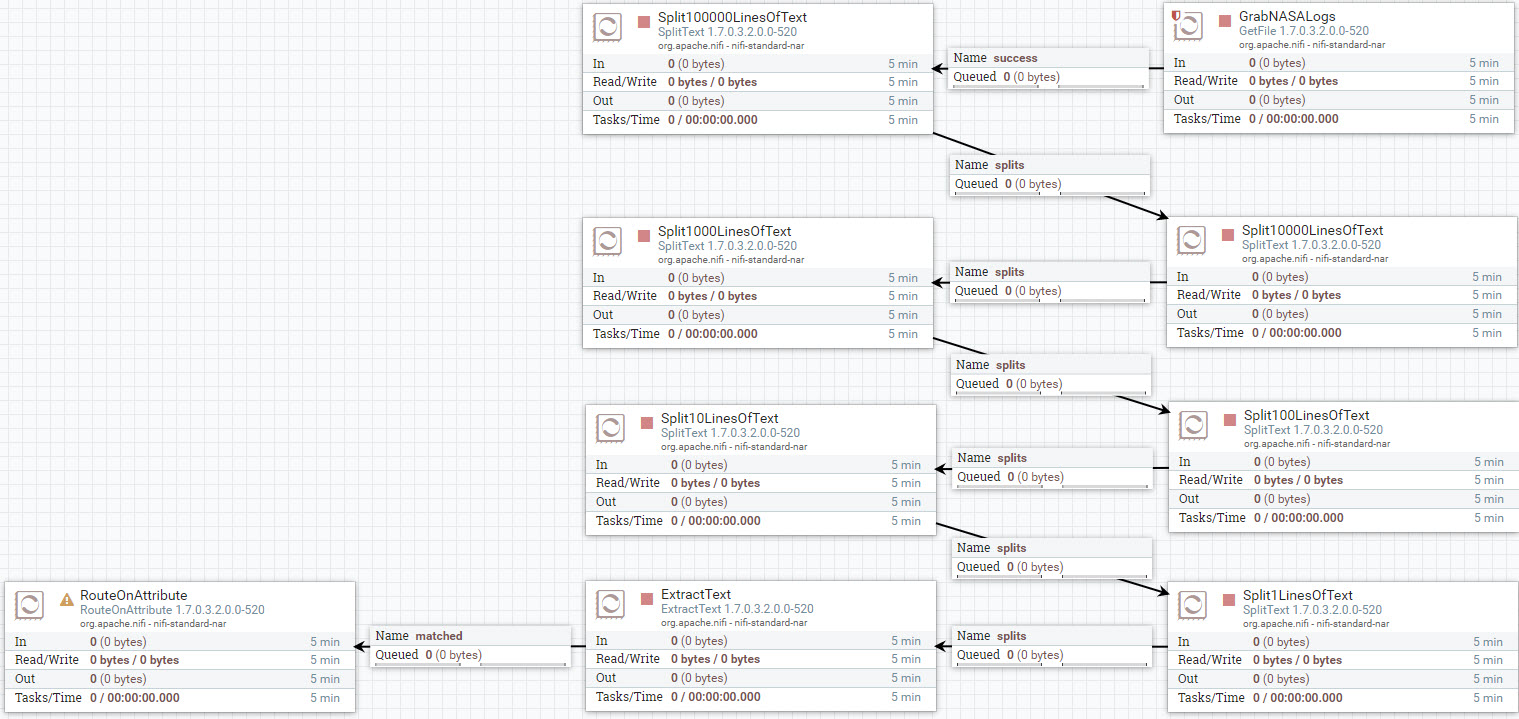 Split100000LinesOfText
SplitText 1.7.0.3.2.0.0-520
org.apache.nifi - nifi-standard-nar
In 0 (0 bytes) 5 min
Read/Write 0 bytes / 0 bytes 5 min
Out 0 (0 bytes) 5 min
Tasks/Time 0 / 00:00:00.000 5 min
Name success
Queued 0 (0 bytes)
GrabNASALogs
GetFile 1.7.0.3.2.0.0-520
org.apache.nifi - nifi-standard-nar
In 0 (0 bytes) 5 min
Read/Write 0 bytes / 0 bytes 5 min
Out 0 (0 bytes) 5 min
Tasks/Time 0 / 00:00:00.000 5 min
Name splits
Queued 0 (0 bytes)
Split1000LinesOfText
SplitText 1.7.0.3.2.0.0-520
org.apache.nifi - nifi-standard-nar
In 0 (0 bytes) 5 min
Read/Write 0 bytes / 0 bytes 5 min
Out 0 (0 bytes) 5 min
Tasks/Time 0 / 00:00:00.000 5 min
Name splits
Queued 0 (0 bytes)
Split10000LinesOfText
SplitText 1.7.0.3.2.0.0-520
org.apache.nifi - nifi-standard-nar
In 0 (0 bytes) 5 min
Read/Write 0 bytes / 0 bytes 5 min
Out 0 (0 bytes) 5 min
Tasks/Time 0 / 00:00:00.000 5 min
Name splits
Queued 0 (0 bytes)
Split10LinesOfText
SplitText 1.7.0.3.2.0.0-520
org.apache.nifi - nifi-standard-nar
In 0 (0 bytes) 5 min
Read/Write 0 bytes / 0 bytes 5 min
Out 0 (0 bytes) 5 min
Tasks/Time 0 / 00:00:00.000 5 min
Name splits
Queued 0 (0 bytes)
Split100LinesOfText
SplitText 1.7.0.3.2.0.0-520
org.apache.nifi - nifi-standard-nar
In 0 (0 bytes) 5 min
Read/Write 0 bytes / 0 bytes 5 min
Out 0 (0 bytes) 5 min
Tasks/Time 0 / 00:00:00.000 5 min
Name splits
Queued 0 (0 bytes)
RouteOnAttribute
RouteOnAttribute 1.7.0.3.2.0.0-520
org.apache.nifi - nifi-standard-nar
In 0 (0 bytes) 5 min
Read/Write 0 bytes / 0 bytes 5 min
Out 0 (0 bytes) 5 min
Tasks/Time 0 / 00:00:00.000 5 min
Name matched
Queued 0 (0 bytes)
ExtractText
ExtractText 1.7.0.3.2.0.0-520
org.apache.nifi - nifi-standard-nar
In 0 (0 bytes) 5 min
Read/Write 0 bytes / 0 bytes 5 min
Out 0 (0 bytes) 5 min
Tasks/Time 0 / 00:00:00.000 5 min
Name splits
Queued 0 (0 bytes)
Split1LinesOfText
SplitText 1.7.0.3.2.0.0-520
org.apache.nifi - nifi-standard-nar
In 0 (0 bytes) 5 min
Read/Write 0 bytes / 0 bytes 5 min
Out 0 (0 bytes) 5 min
Tasks/Time 0 / 00:00:00.000 5 min